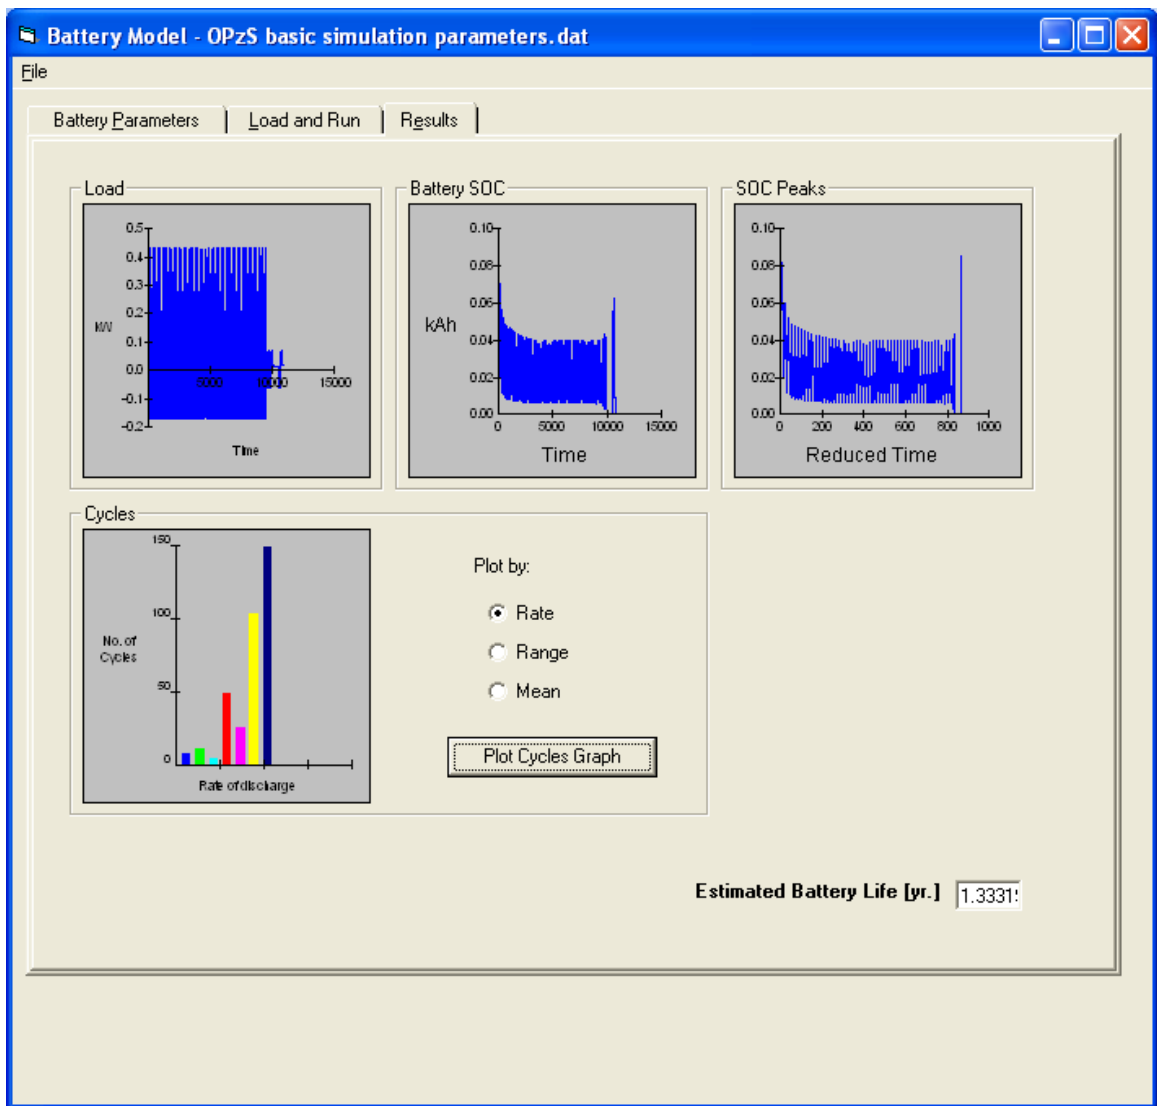 Battery Model - OPzS basic simulation parameters.dat
File
Battery Parameters
Load and Run
Results
Load
0.5
0.4
0.3
0.2
0.1
0.0
-0.1
-0.2
kW
5000
10000
15000
Time
Battery SOC
0.10
0.08
0.06
0.04
0.02
0.00
kAh
0
5000
10000
15000
Time
SOC Peaks
0.10
0.08
0.06
0.04
0.02
0.00
0
200
400
600
800
1000
Reduced Time
Cycles
150
100
50
0
No. of
Cycles
Rate of discharge
Plot by:
Rate
Range
Mean
Plot Cycles Graph
Estimated Battery Life [yr.]
1.3331